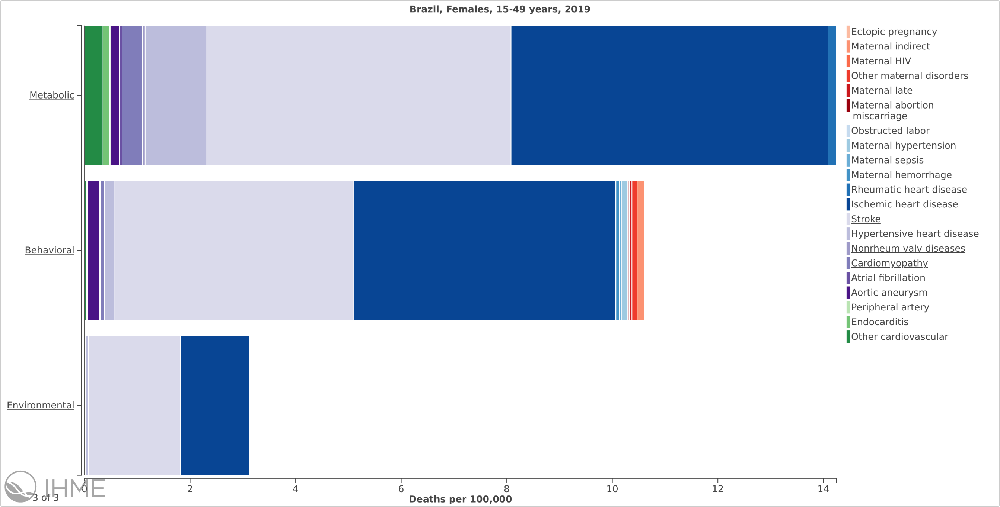 Brazil, Females, 15-49 years, 2019
Metabolic
Behavioral
Environmental
Ectopic pregnancy
Maternal indirect
Maternal HIV
Other maternal disorders
Maternal late
Maternal abortion
miscarriage
Obstructed labor
Maternal hypertension
Maternal sepsis
Maternal hemorrhage
Rheumatic heart disease
Ischemic heart disease
Stroke
Hypertensive heart disease
Nonrheum valv diseases
Cardiomyopathy
Atrial fibrillation
Aortic aneurysm
Peripheral artery
Endocarditis
Other cardiovascular
0 2 4 6 8 10 12 14
Deaths per 100,000
IHME
3 of 3